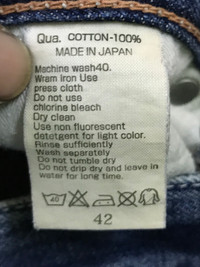 Qua. COTTON-100%
MADE IN JAPAN
Machine wash40.
Wram iron Use
press cloth
Do not use
chlorine bleach
Dry clean
Use non fluorescent
detetgent for light color.
Rinse sufficiently
Wash separately
Do not tumble dry
Do not drip dry and leave in
water for long time.
40
42